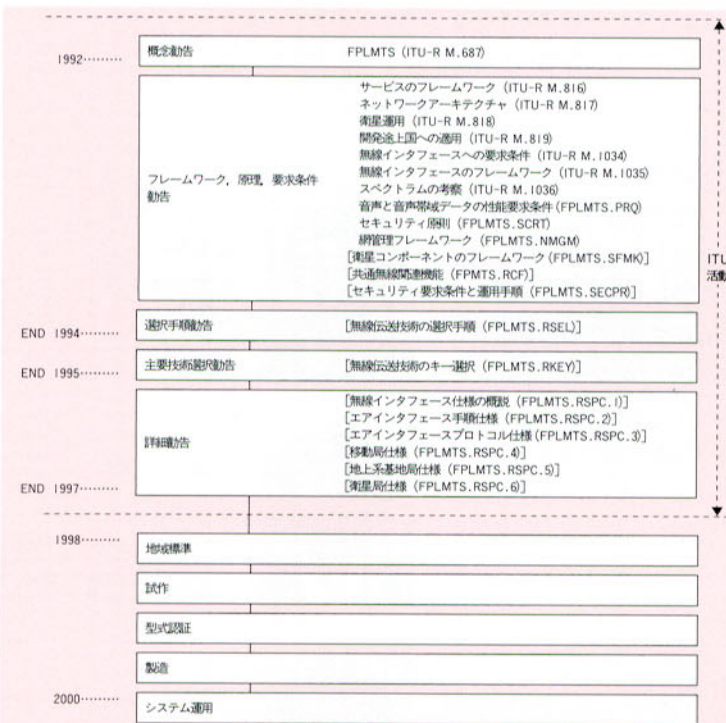 1992………
概念勧告 FPLMTS (ITU-R M.687)
フレームワーク，原理，要求条件
勧告
サービスのフレームワーク (ITU-R M.816)
ネットワークアーキテクチャ (ITU-R M.817)
衛星運用 (ITU-R M.818)
開発途上国への適用 (ITU-R M.819)
無線インタフェースへの要求条件 (ITU-R M.1034)
無線インタフェースのフレームワーク (ITU-R M.1035)
スペクトラムの考察 (ITU-R M.1036)
音声と音声帯域データの性能要求条件 (FPLMTS.PRQ)
セキュリティ原則 (FPLMTS.SCRT)
網管理フレームワーク (FPLMTS.NMGM)
[衛星コンポーネントのフレームワーク (FPLMTS.SFMK)]
[共通無線関連機能 (FPMTS.RCF)]
[セキュリティ要求条件と運用手順 (FPLMTS.SECPR)]
ITU
活動
END 1994………
選択手順勧告 [無線伝送技術の選択手順 (FPLMTS.RSEL)]
END 1995………
主要技術選択勧告 [無線伝送技術のキー選択 (FPLMTS.RKEY)]
詳細勧告
[無線インタフェース仕様の概説 (FPLMTS.RSPC.1)]
[エアインタフェース手順仕様 (FPLMTS.RSPC.2)]
[エアインタフェースプロトコル仕様 (FPLMTS.RSPC.3)]
[移動局仕様 (FPLMTS.RSPC.4)]
[地上系基地局仕様 (FPLMTS.RSPC.5)]
[衛星局仕様 (FPLMTS.RSPC.6)]
END 1997………
1998………
地域標準
試作
型式認証
製造
2000………
システム運用